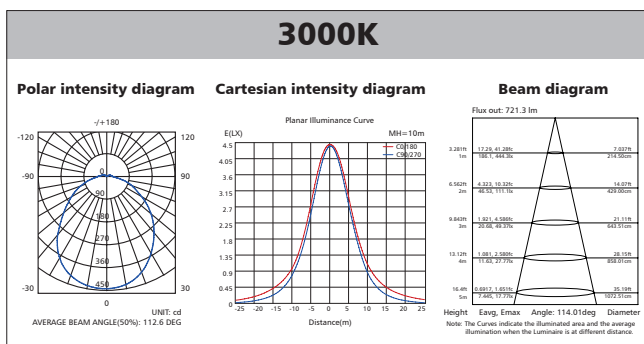 3000K
Polar intensity diagram
Cartesian intensity diagram
Beam diagram
-/+180
-120
120
-90
90
-30
30
0
0
90
180
270
360
450
UNIT: cd
AVERAGE BEAM ANGLE(50%): 112.6 DEG
Planar Illuminance Curve
E(LX)
MH=10m
C0/180
C90/270
4.5
4.05
3.6
3.15
2.7
2.25
1.8
1.35
0.9
0.45
0
-25 -20 -15 -10 -5 0 5 10 15 20 25
Distance(m)
Flux out: 721.3 lm
3.281ft 17.29, 41.28fc 7.037ft
1m 186.1, 444.3lx 214.50cm
6.562ft 4.323, 10.32fc 14.07ft
2m 46.53, 111.1lx 429.00cm
9.843ft 1.921, 4.586fc 21.11ft
3m 20.68, 49.37lx 643.51cm
13.12ft 1.081, 2.580fc 28.15ft
4m 11.63, 27.77lx 858.01cm
16.4ft 0.6917, 1.651fc 35.19ft
5m 7.445, 17.77lx 1072.51cm
Height Eavg, Emax Angle: 114.01deg Diameter
Note: The Curves indicate the illuminated area and the average
illumination when the Luminaire is at different distance.